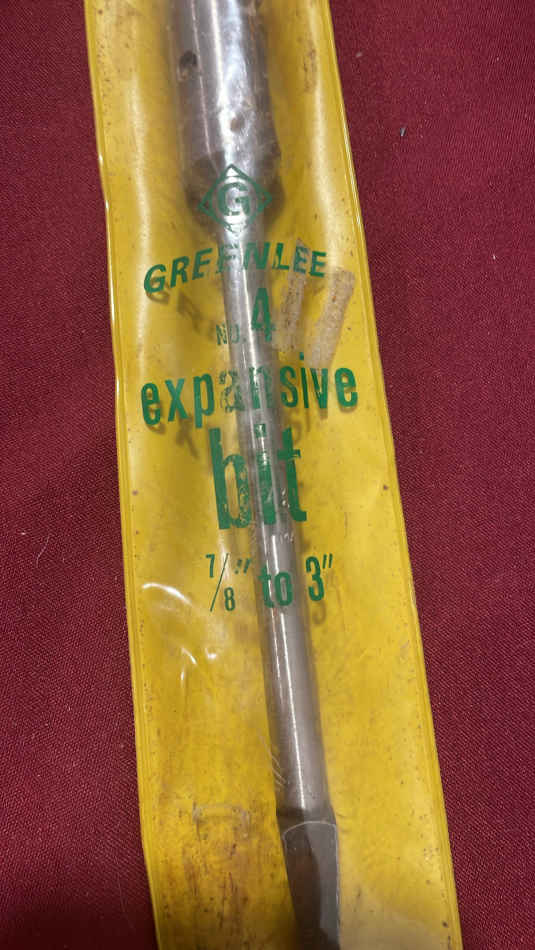 G
GREENLEE
NO. 4
expansive
bit
7/8" to 3"